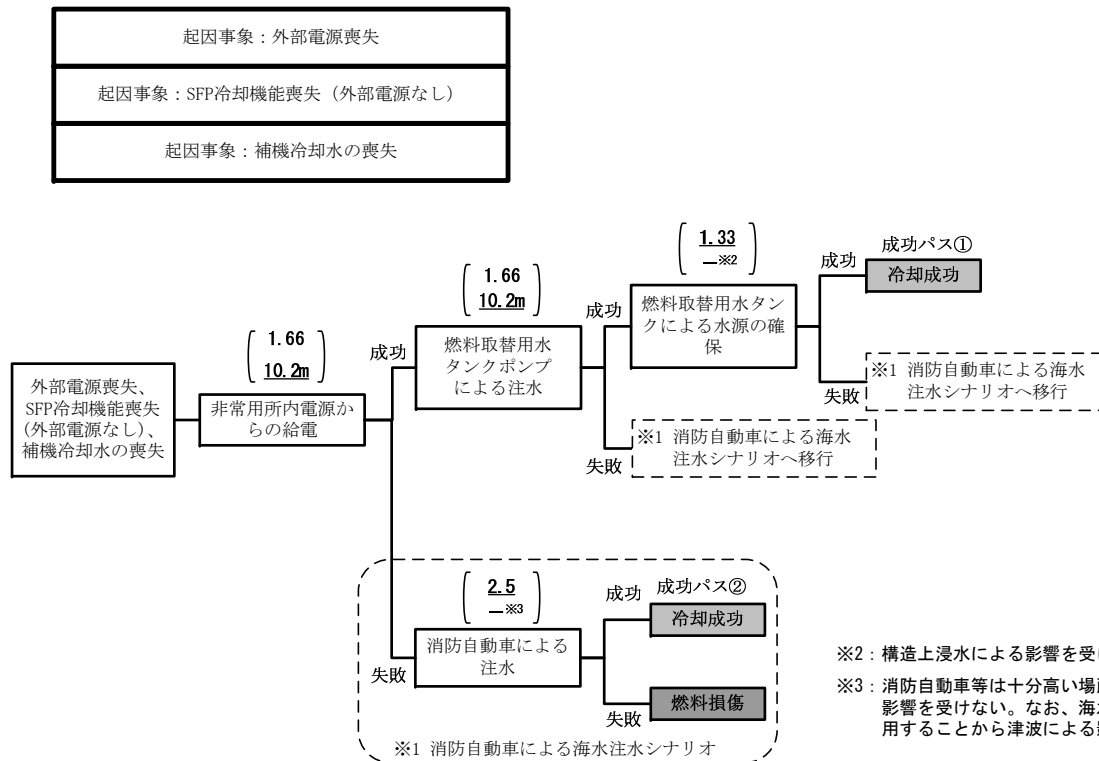 起因事象：外部電源喪失
起因事象：SFP冷却機能喪失（外部電源なし）
起因事象：補機冷却水の喪失
外部電源喪失、
SFP冷却機能喪失
(外部電源なし)、
補機冷却水の喪失
1.66
10.2m
非常用所内電源か
らの給電
成功
失敗
1.66
10.2m
燃料取替用水
タンクポンプ
による注水
成功
失敗
1.33
―※2
燃料取替用水タン
クによる水源の確
保
成功
失敗
成功パス①
冷却成功
※1 消防自動車による海水
注水シナリオへ移行
※1 消防自動車による海水
注水シナリオへ移行
2.5
―※3
消防自動車による
注水
成功
失敗
成功パス②
冷却成功
燃料損傷
※1 消防自動車による海水注水シナリオ
※2：構造上浸水による影響を受
※3：消防自動車等は十分高い場
影響を受けない。なお、海
用することから津波による